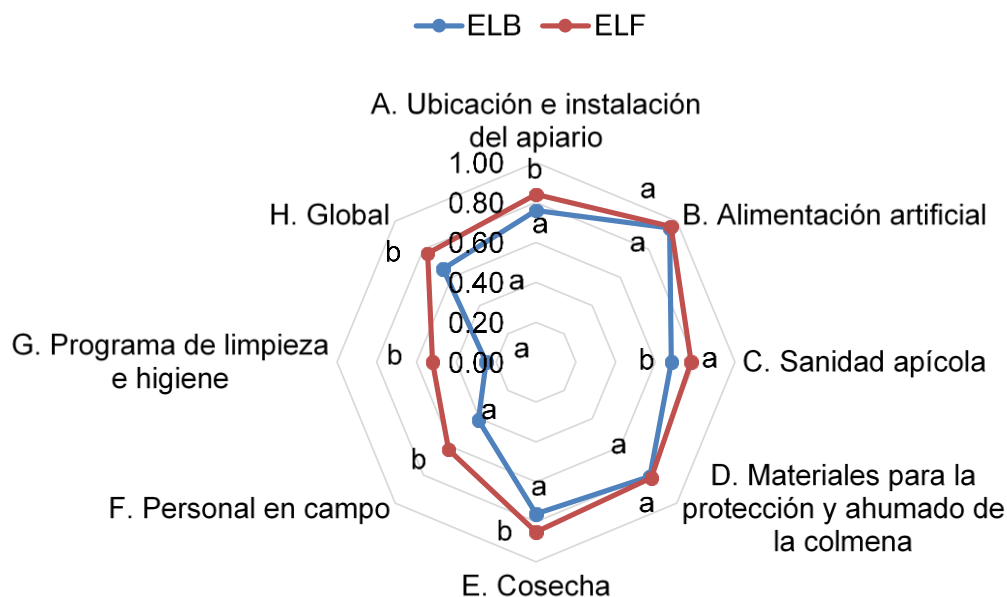 ELB ELF
A. Ubicación e instalación
del apiario
1.00
b
a
0.80
H. Global
B. Alimentación artificial
a
a
b
0.60
0.40
a
0.20
G. Programa de limpieza
e higiene
b
a
0.00
b
a
C. Sanidad apícola
a
a
b
D. Materiales para la
protección y ahumado de
la colmena
a
a
F. Personal en campo
b
E. Cosecha